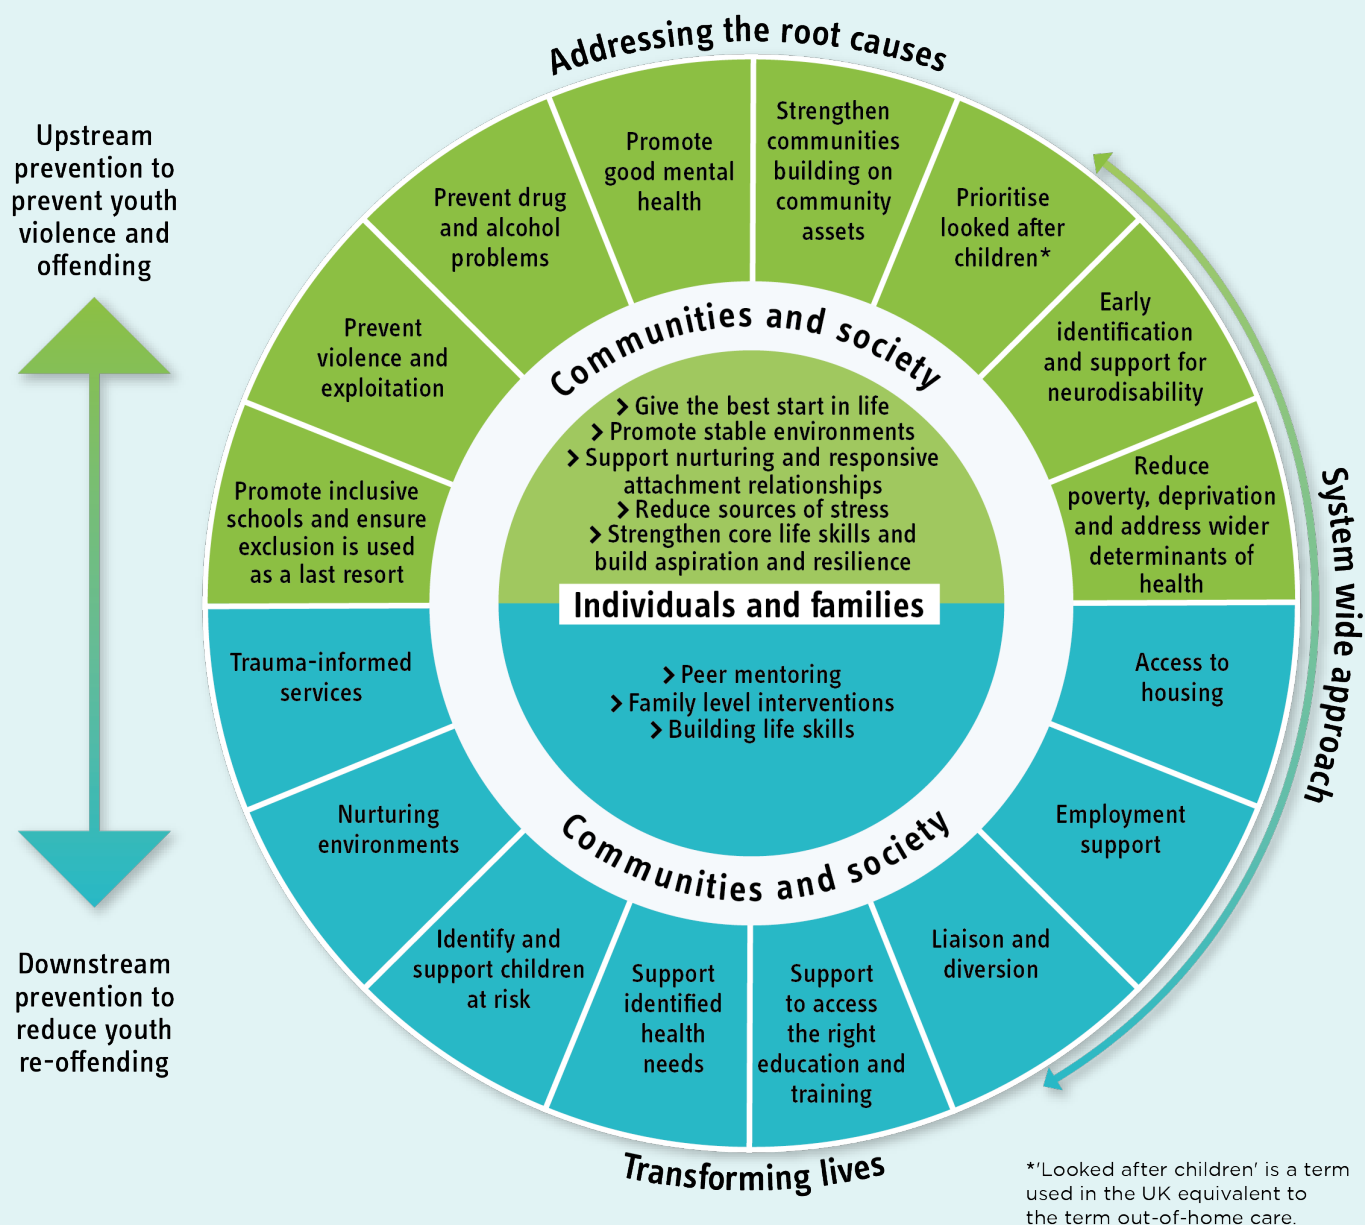 Addressing the root causes
Upstream
prevention to
prevent youth
violence and
offending
Downstream
prevention to
reduce youth
re-offending
Promote inclusive
schools and ensure
exclusion is used
as a last resort
Prevent
violence and
exploitation
Prevent drug
and alcohol
problems
Promote
good mental
health
Strengthen
communities
building on
community
assets
Prioritise
looked after
children*
Early
identification
and support for
neurodisability
Reduce
poverty, deprivation
and address wider
determinants of
health
System wide approach
Communities and society
> Give the best start in life
> Promote stable environments
> Support nurturing and responsive
attachment relationships
> Reduce sources of stress
> Strengthen core life skills and
build aspiration and resilience
Individuals and families
> Peer mentoring
> Family level interventions
> Building life skills
Communities and society
Trauma-informed
services
Nurturing
environments
Identify and
support children
at risk
Support
identified
health
needs
Support
to access
the right
education and
training
Liaison and
diversion
Employment
support
Access to
housing
Transforming lives
*'Looked after children' is a term
used in the UK equivalent to
the term out-of-home care.